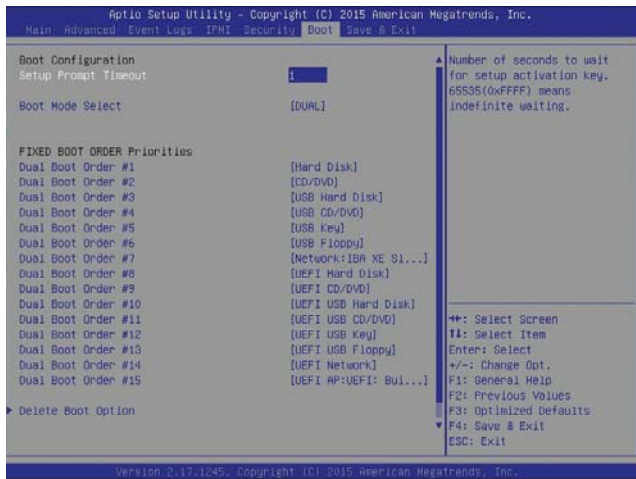 Aptio Setup Utility – Copyright (C) 2015 American Megatrends, Inc.
Main Advanced Event Logs IPMI Security Boot Save & Exit
Boot Configuration
Setup Prompt Timeout 1
Boot Mode Select [DUAL]
FIXED BOOT ORDER Priorities
Dual Boot Order #1 [Hard Disk]
Dual Boot Order #2 [CD/DVD]
Dual Boot Order #3 [USB Hard Disk]
Dual Boot Order #4 [USB CD/DVD]
Dual Boot Order #5 [USB Key]
Dual Boot Order #6 [USB Floppy]
Dual Boot Order #7 [Network:IBA XE Sl...]
Dual Boot Order #8 [UEFI Hard Disk]
Dual Boot Order #9 [UEFI CD/DVD]
Dual Boot Order #10 [UEFI USB Hard Disk]
Dual Boot Order #11 [UEFI USB CD/DVD]
Dual Boot Order #12 [UEFI USB Key]
Dual Boot Order #13 [UEFI USB Floppy]
Dual Boot Order #14 [UEFI Network]
Dual Boot Order #15 [UEFI AP:UEFI: Bui...]
Delete Boot Option
Number of seconds to wait
for setup activation key.
65535(0xFFFF) means
indefinite waiting.
→←: Select Screen
↑↓: Select Item
Enter: Select
+/-: Change Opt.
F1: General Help
F2: Previous Values
F3: Optimized Defaults
F4: Save & Exit
ESC: Exit
Version 2.17.1245. Copyright (C) 2015 American Megatrends, Inc.